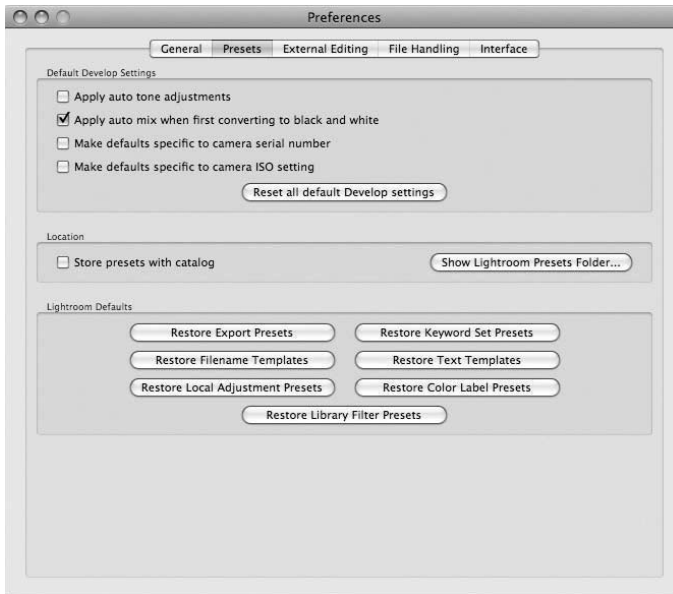 Preferences
General Presets External Editing File Handling Interface
Default Develop Settings
Apply auto tone adjustments
Apply auto mix when first converting to black and white
Make defaults specific to camera serial number
Make defaults specific to camera ISO setting
Reset all default Develop settings
Location
Store presets with catalog Show Lightroom Presets Folder...
Lightroom Defaults
Restore Export Presets Restore Keyword Set Presets
Restore Filename Templates Restore Text Templates
Restore Local Adjustment Presets Restore Color Label Presets
Restore Library Filter Presets